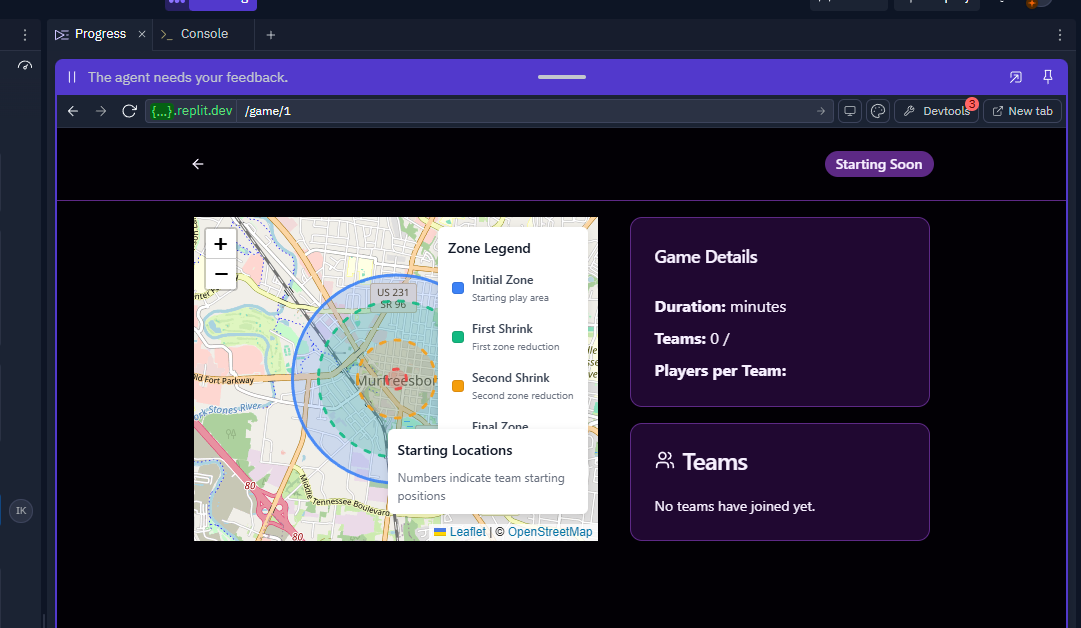 Progress
Console
The agent needs your feedback.
{...}.replit.dev /game/1
Devtools 3
New tab
Starting Soon
+
−
US 231
SR 96
Old Fort Parkway
Murfreesbor
Middle Tennessee Boulevard
80
80
Zone Legend
Initial Zone
Starting play area
First Shrink
First zone reduction
Second Shrink
Second zone reduction
Final Zone
Starting Locations
Numbers indicate team starting
positions
Leaflet | © OpenStreetMap
Game Details
Duration: minutes
Teams: 0 /
Players per Team:
Teams
No teams have joined yet.
IK